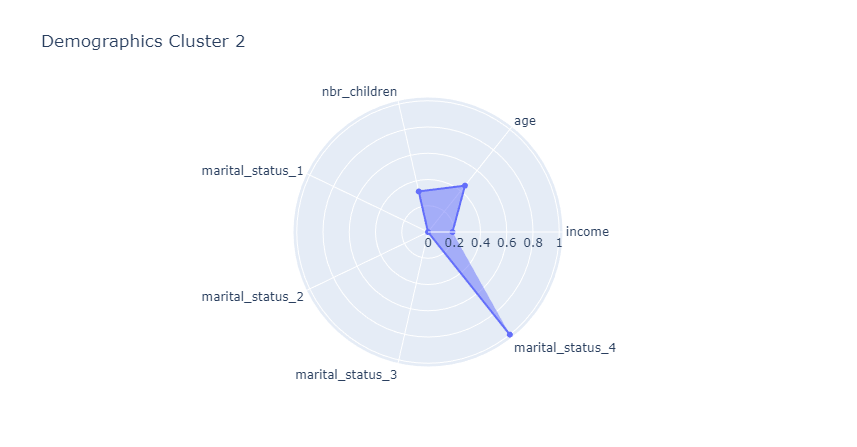 Demographics Cluster 2
nbr_children
age
marital_status_1
income
0 0.2 0.4 0.6 0.8 1
marital_status_2
marital_status_4
marital_status_3